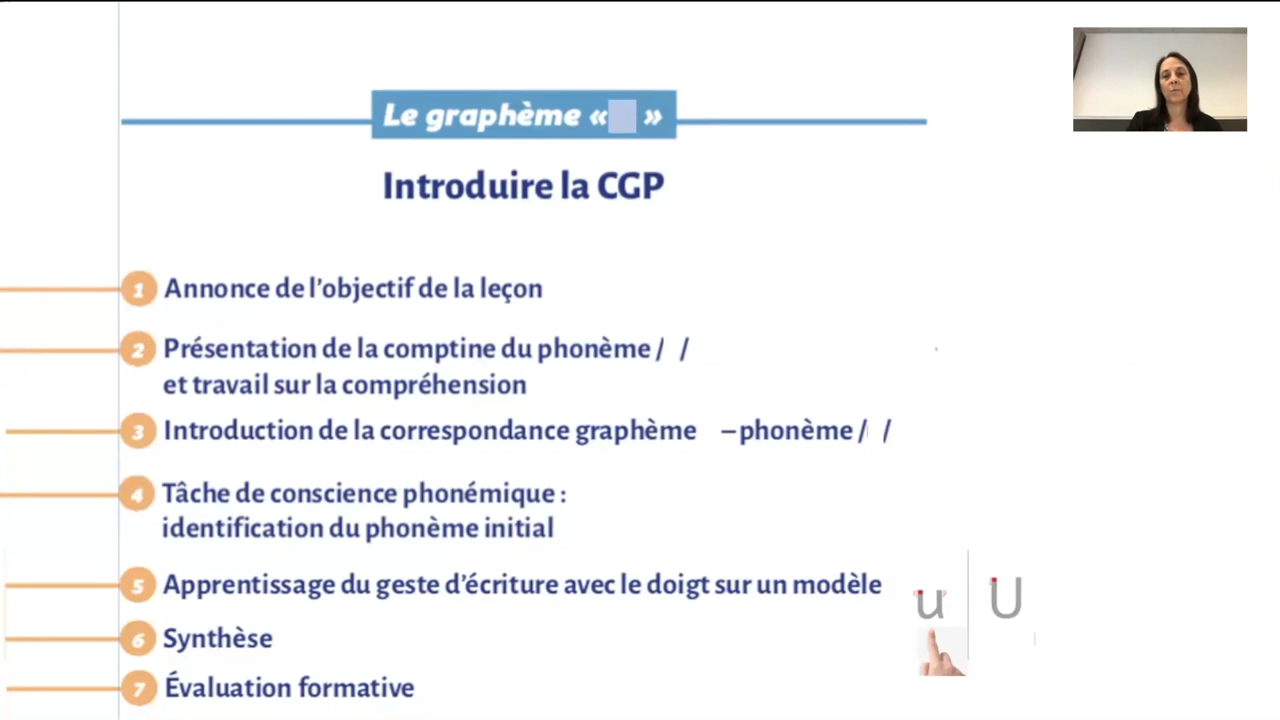 Le graphème « »
Introduire la CGP
1 Annonce de l'objectif de la leçon
2 Présentation de la comptine du phonème / /
et travail sur la compréhension
3 Introduction de la correspondance graphème – phonème / /
4 Tâche de conscience phonémique :
identification du phonème initial
5 Apprentissage du geste d'écriture avec le doigt sur un modèle
u U
6 Synthèse
7 Évaluation formative